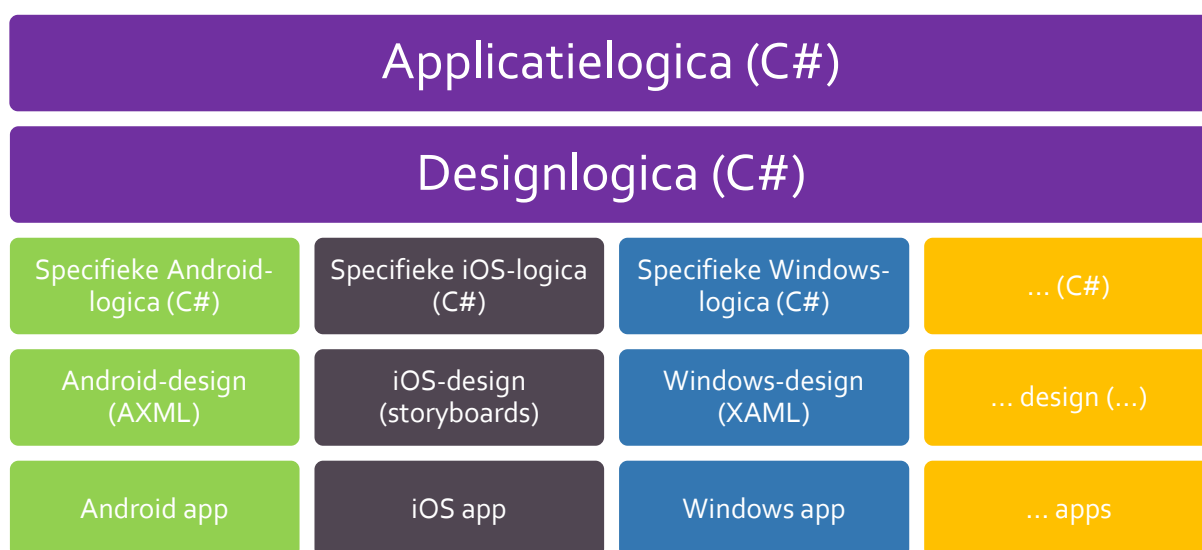 Applicatielogica (C#)
Designlogica (C#)
Specifieke Android-
logica (C#)
Specifieke iOS-logica
(C#)
Specifieke Windows-
logica (C#)
... (C#)
Android-design
(AXML)
iOS-design
(storyboards)
Windows-design
(XAML)
... design (...)
Android app
iOS app
Windows app
... apps